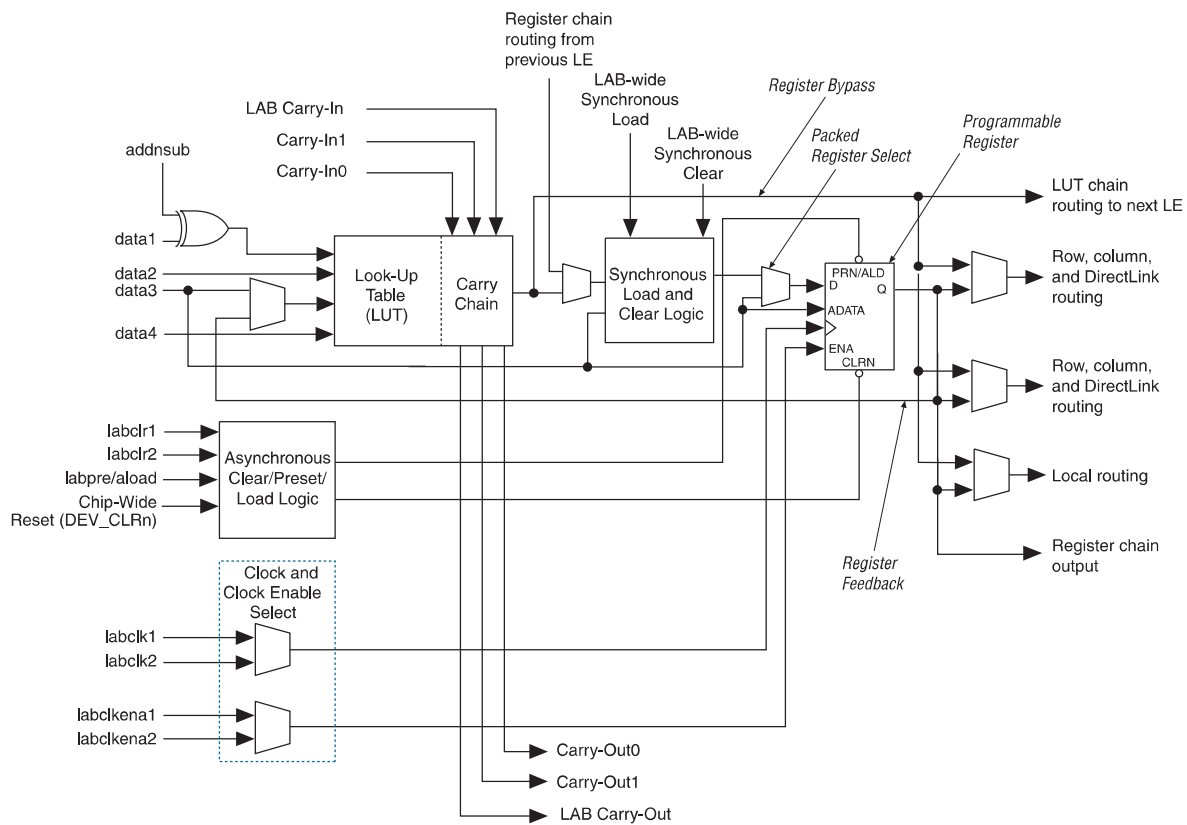 Register chain
routing from
previous LE
LAB-wide
Synchronous
Load
LAB-wide
Synchronous
Clear
Register Bypass
Packed
Register Select
Programmable
Register
LAB Carry-In
Carry-In1
Carry-In0
addnsub
data1
data2
data3
data4
Look-Up
Table
(LUT)
Carry
Chain
Synchronous
Load and
Clear Logic
PRN/ALD
D
Q
ADATA
ENA
CLRN
LUT chain
routing to next LE
Row, column,
and DirectLink
routing
Row, column,
and DirectLink
routing
Local routing
Register chain
output
Register
Feedback
labclr1
labclr2
labpre/aload
Chip-Wide
Reset (DEV_CLRn)
Asynchronous
Clear/Preset/
Load Logic
Clock and
Clock Enable
Select
labclk1
labclk2
labclkena1
labclkena2
Carry-Out0
Carry-Out1
LAB Carry-Out